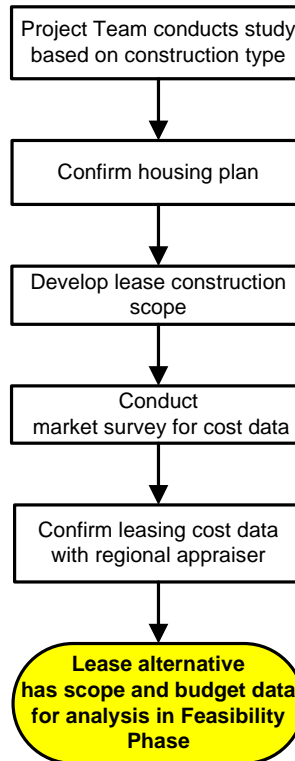 Project Team conducts study
based on construction type
Confirm housing plan
Develop lease construction
scope
Conduct
market survey for cost data
Confirm leasing cost data
with regional appraiser
Lease alternative
has scope and budget data
for analysis in Feasibility
Phase